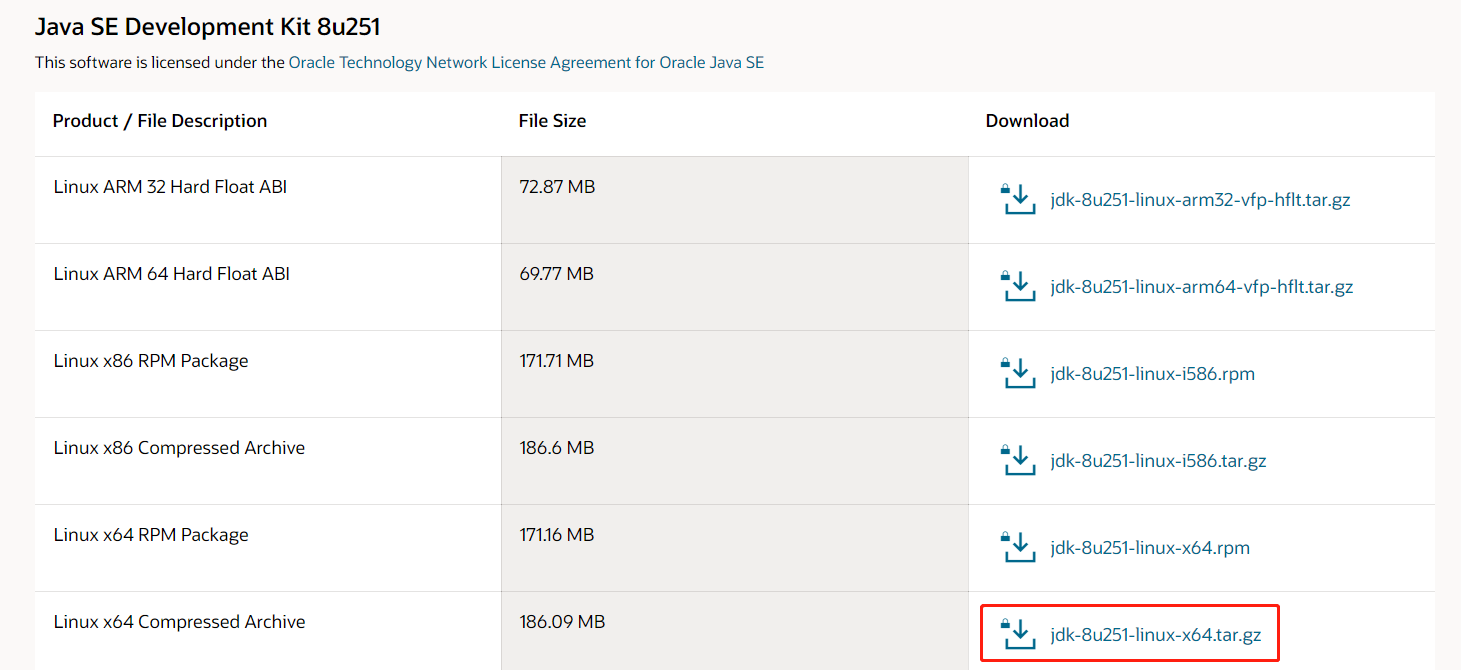 Java SE Development Kit 8u251
This software is licensed under the Oracle Technology Network License Agreement for Oracle Java SE
Product / File Description File Size Download
Linux ARM 32 Hard Float ABI 72.87 MB jdk-8u251-linux-arm32-vfp-hflt.tar.gz
Linux ARM 64 Hard Float ABI 69.77 MB jdk-8u251-linux-arm64-vfp-hflt.tar.gz
Linux x86 RPM Package 171.71 MB jdk-8u251-linux-i586.rpm
Linux x86 Compressed Archive 186.6 MB jdk-8u251-linux-i586.tar.gz
Linux x64 RPM Package 171.16 MB jdk-8u251-linux-x64.rpm
Linux x64 Compressed Archive 186.09 MB jdk-8u251-linux-x64.tar.gz